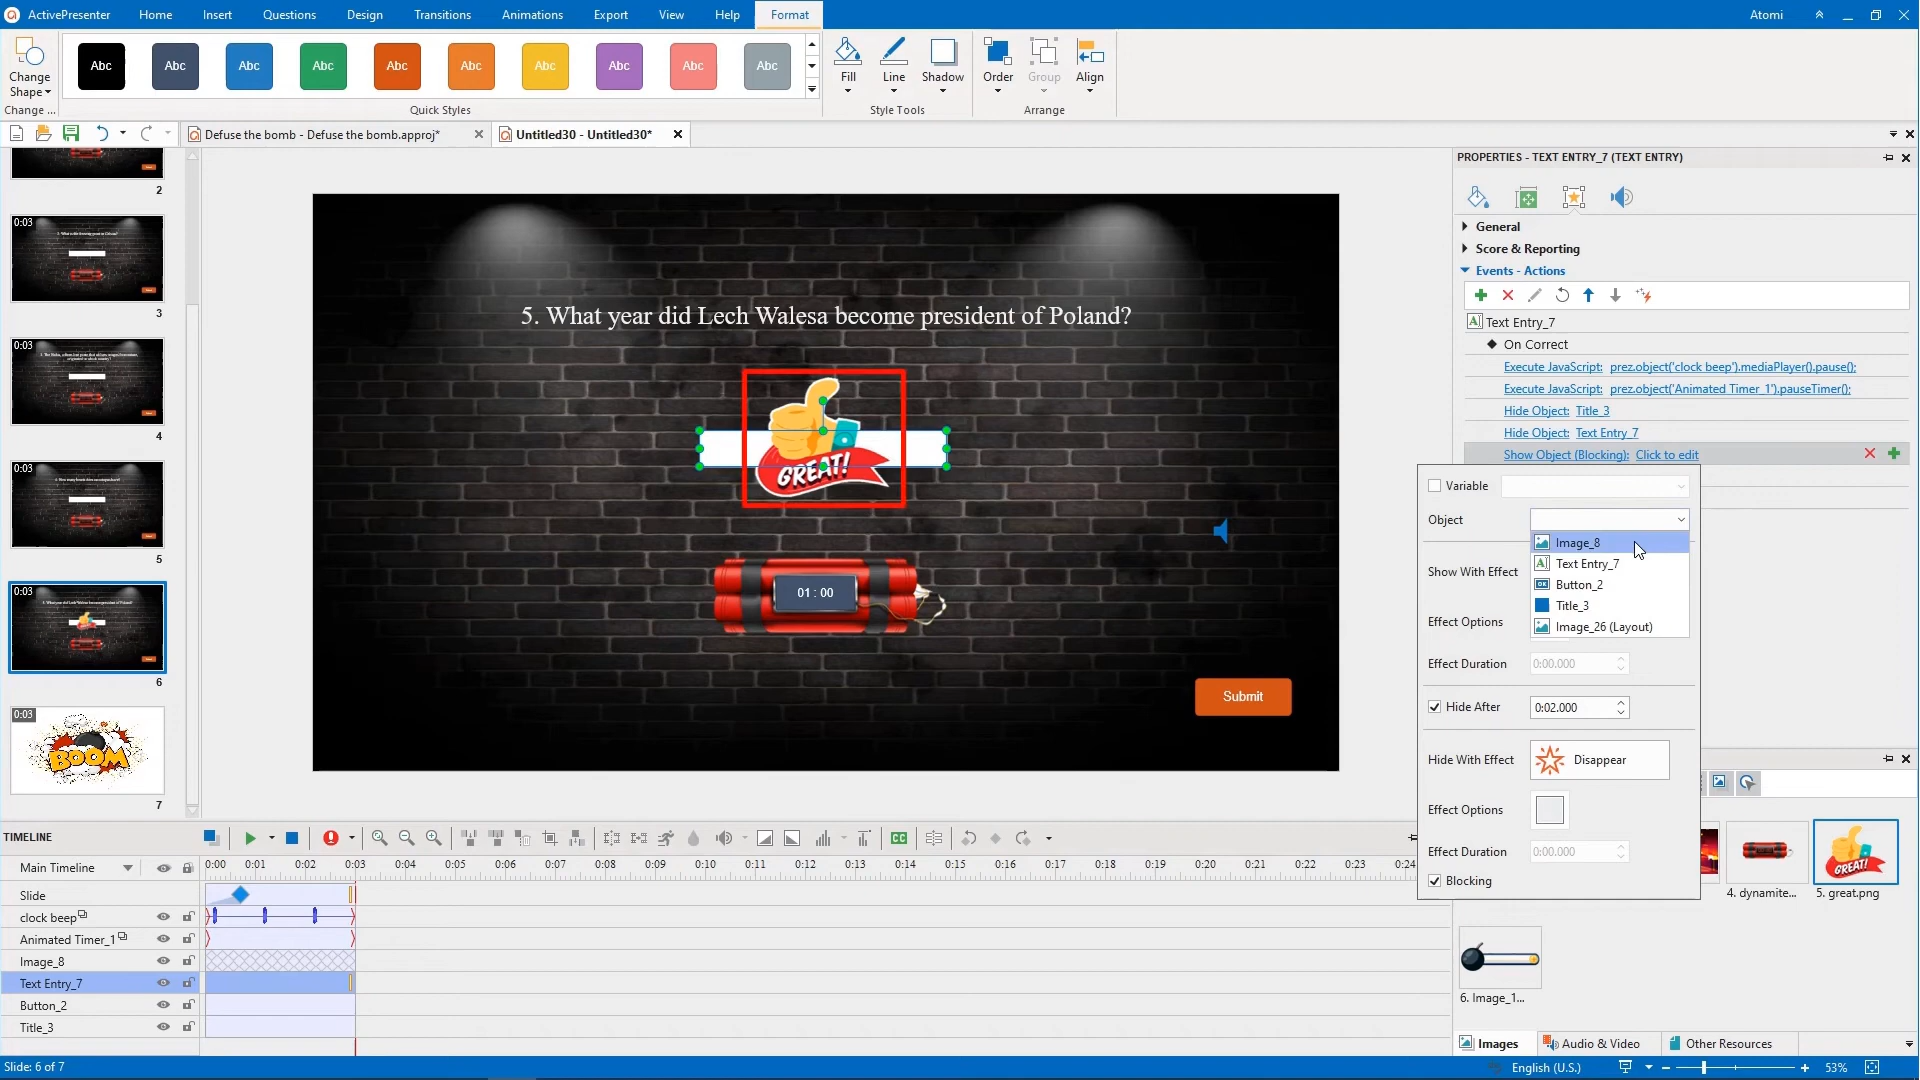 ActivePresenter Home Insert Questions Design Transitions Animations Export View Help Format Atomi
Change Shape
Abc Abc Abc Abc Abc Abc Abc Abc Abc Abc
Fill Line Shadow Order Group Align
Change ... Quick Styles Style Tools Arrange
Defuse the bomb - Defuse the bomb.approj* Untitled30 - Untitled30*
2
0:03
3
0:03
4
0:03
5
6
0:03
BOOM
7
5. What year did Lech Walesa become president of Poland?
GREAT!
01 : 00
Submit
PROPERTIES - TEXT ENTRY_7 (TEXT ENTRY)
General
Score & Reporting
Events - Actions
Text Entry_7
On Correct
Execute JavaScript: prez.object('clock beep').mediaPlayer().pause();
Execute JavaScript: prez.object('Animated Timer_1').pauseTimer();
Hide Object: Title_3
Hide Object: Text Entry_7
Show Object (Blocking): Click to edit
Variable
Object
Image_8
Text Entry_7
Button_2
Title_3
Image_26 (Layout)
Show With Effect
Effect Options
Effect Duration 0:00.000
Hide After 0:02.000
Hide With Effect Disappear
Effect Options
Effect Duration 0:00.000
Blocking
4. dynamite... 5. great.png
6. Image_1...
Images Audio & Video Other Resources
TIMELINE
CC
Main Timeline 0:00 0:01 0:02 0:03 0:04 0:05 0:06 0:07 0:08 0:09 0:10 0:11 0:12 0:13 0:14 0:15 0:16 0:17 0:18 0:19 0:20 0:21 0:22 0:23 0:24
Slide
clock beep
Animated Timer_1
Image_8
Text Entry_7
Button_2
Title_3
Slide: 6 of 7 English (U.S.) 53%